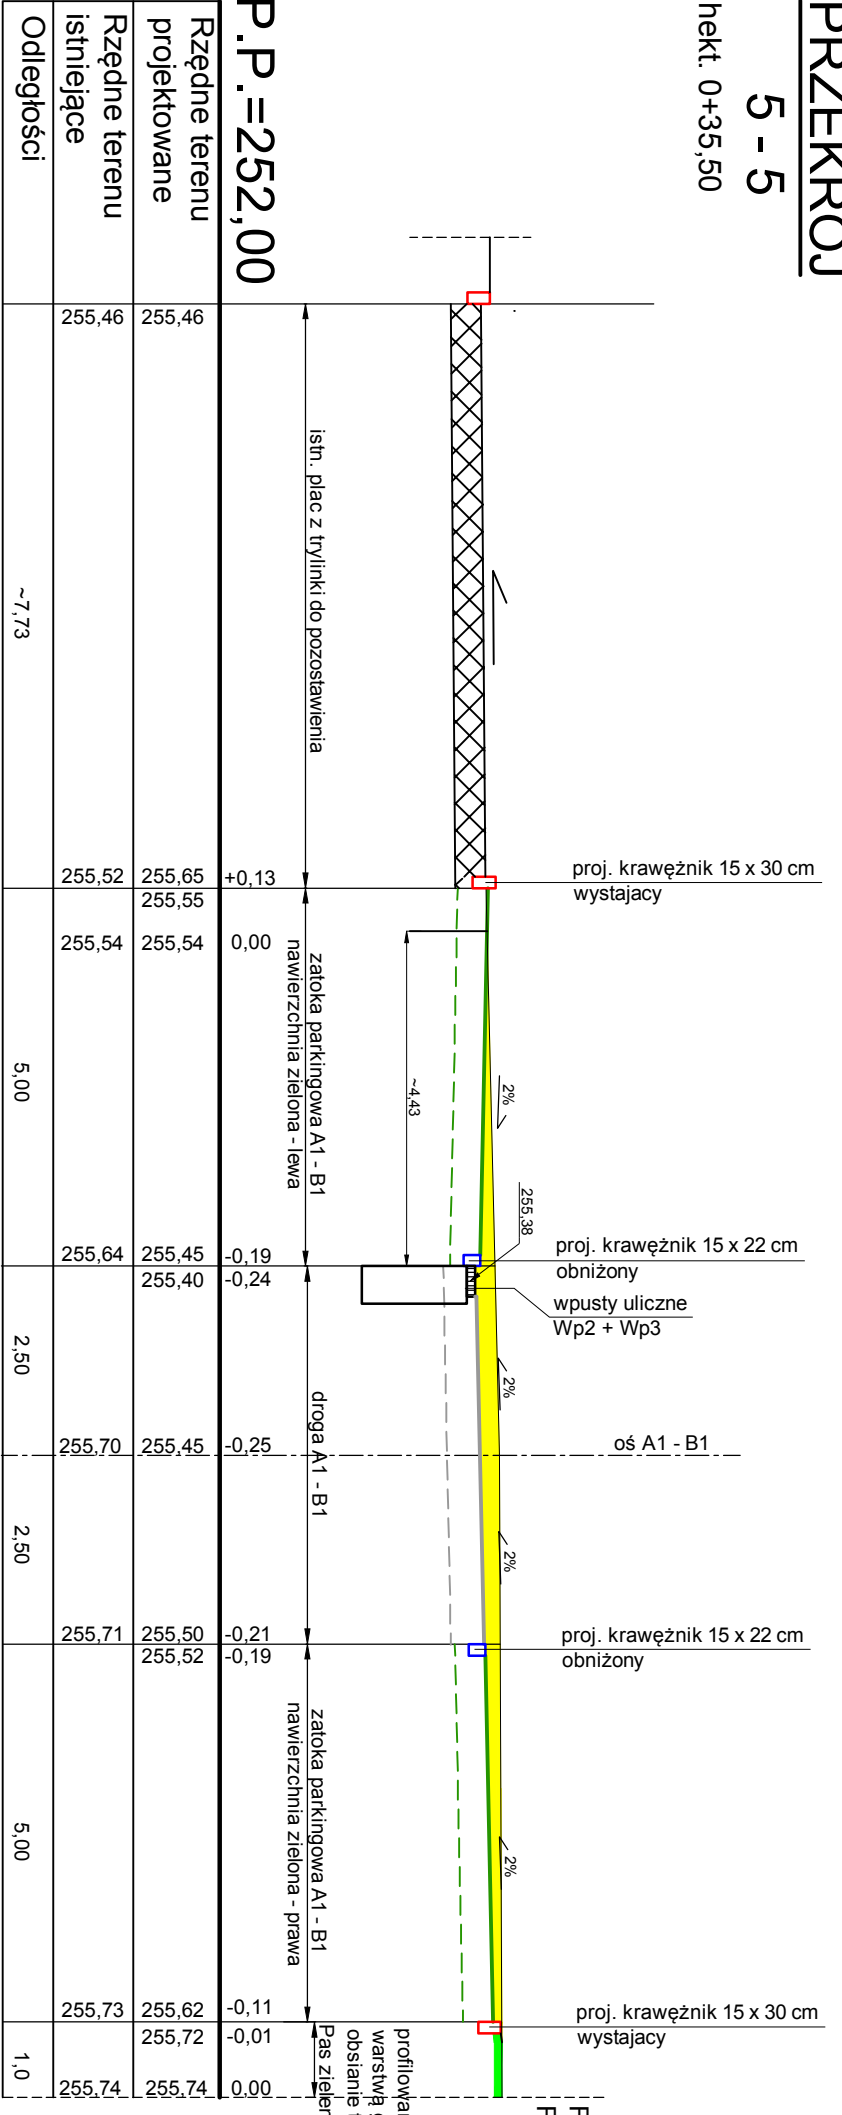 PRZEKRÓJ
5 - 5
hekt. 0+35,50
P.P.=252,00
Rzędne terenu
projektowane
Rzędne terenu
istniejące
Odległości
255,46 255,46
istn. plac z trylinki do pozostawienia
~7,73
255,52 255,65 +0,13
255,55
proj. krawężnik 15 x 30 cm
wystajacy
255,54 255,54 0,00
zatoka parkingowa A1 - B1
nawierzchnia zielona - lewa
~4,43
2%
5,00
255,38
255,64 255,45 -0,19
255,40 -0,24
proj. krawężnik 15 x 22 cm
obniżony
wpusty uliczne
Wp2 + Wp3
2,50
2%
droga A1 - B1
255,70 255,45 -0,25
oś A1 - B1
2,50
2%
255,71 255,50 -0,21
255,52 -0,19
proj. krawężnik 15 x 22 cm
obniżony
zatoka parkingowa A1 - B1
nawierzchnia zielona - prawa
5,00
2%
255,73 255,62 -0,11
255,72 -0,01
proj. krawężnik 15 x 30 cm
wystajacy
1,0
255,74 255,74 0,00
warstwą
obsianie
Pas